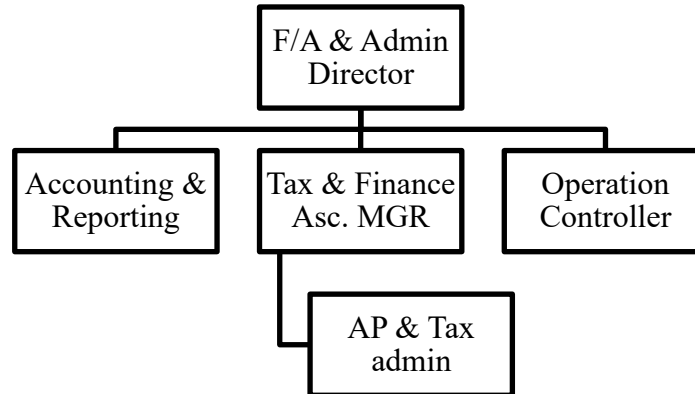 F/A & Admin
Director
Accounting &
Reporting
Tax & Finance
Asc. MGR
Operation
Controller
AP & Tax
admin